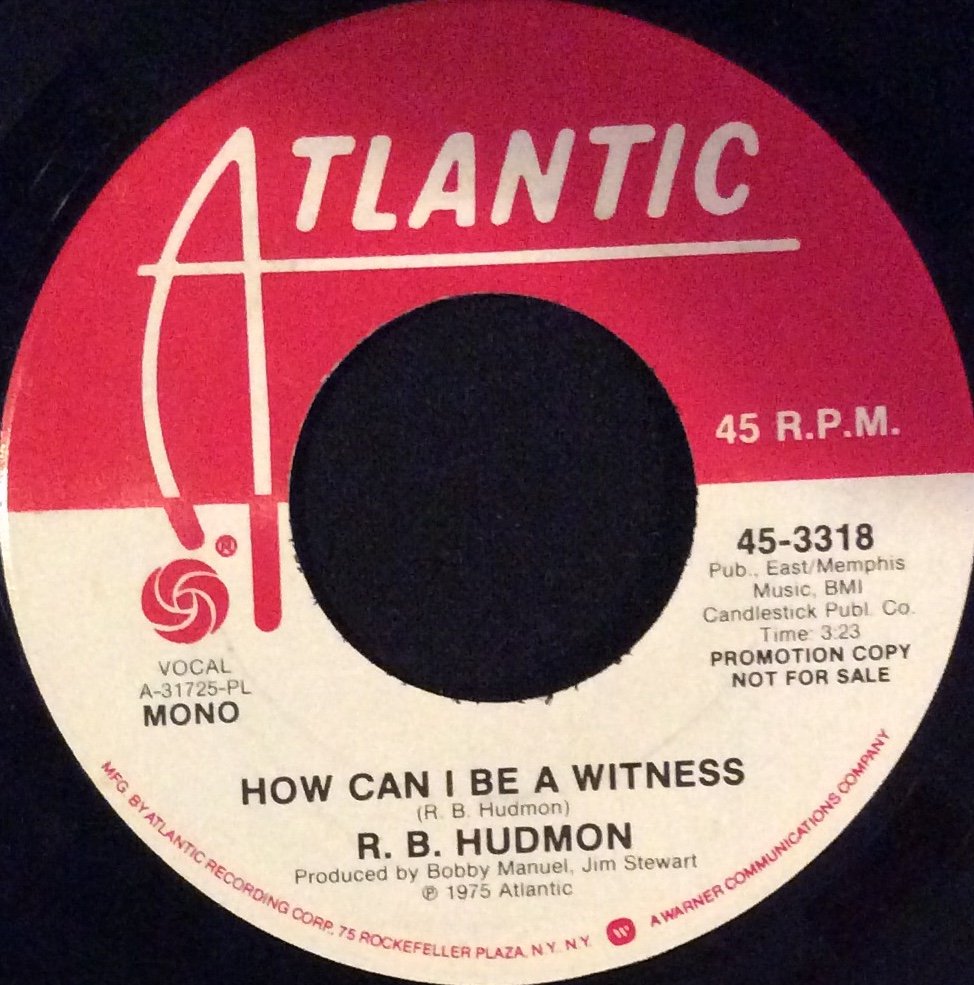 ATLANTIC
45 R.P.M.
45-3318
Pub., East/Memphis
Music, BMI
Candlestick Publ. Co.
Time: 3:23
PROMOTION COPY
NOT FOR SALE
®
VOCAL
A-31725-PL
MONO
HOW CAN I BE A WITNESS
(R. B. Hudmon)
R. B. HUDMON
Produced by Bobby Manuel, Jim Stewart
℗ 1975 Atlantic
MFG. BY ATLANTIC RECORDING CORP., 75 ROCKEFELLER PLAZA, N.Y. N.Y. W A WARNER COMMUNICATIONS COMPANY